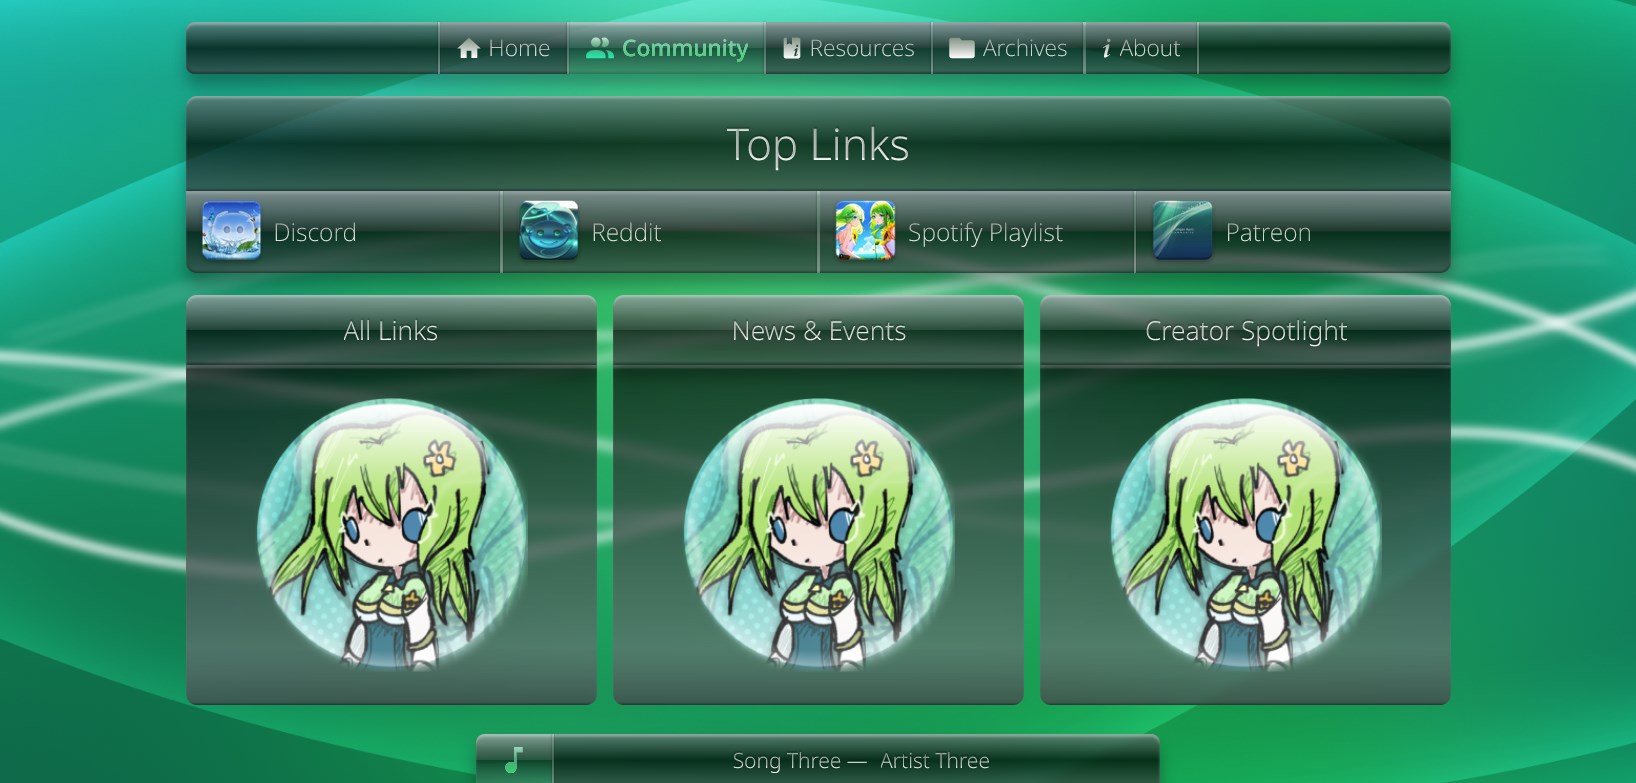 Home Community Resources Archives About
Top Links
Discord Reddit Spotify Playlist Patreon
All Links News & Events Creator Spotlight
Song Three — Artist Three